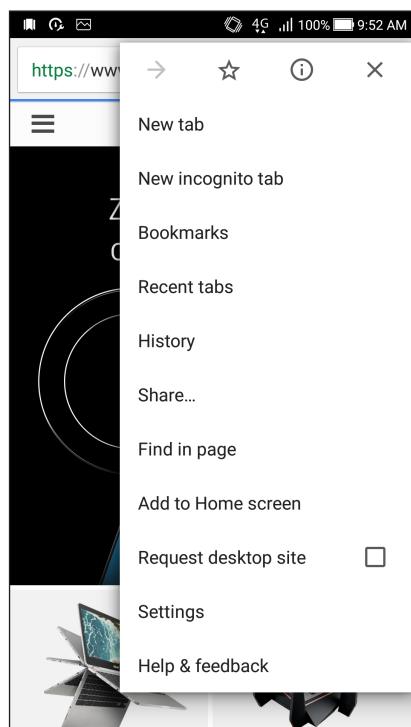 4G 100% 9:52 AM
https://www
New tab
New incognito tab
Bookmarks
Recent tabs
History
Share…
Find in page
Add to Home screen
Request desktop site
Settings
Help & feedback